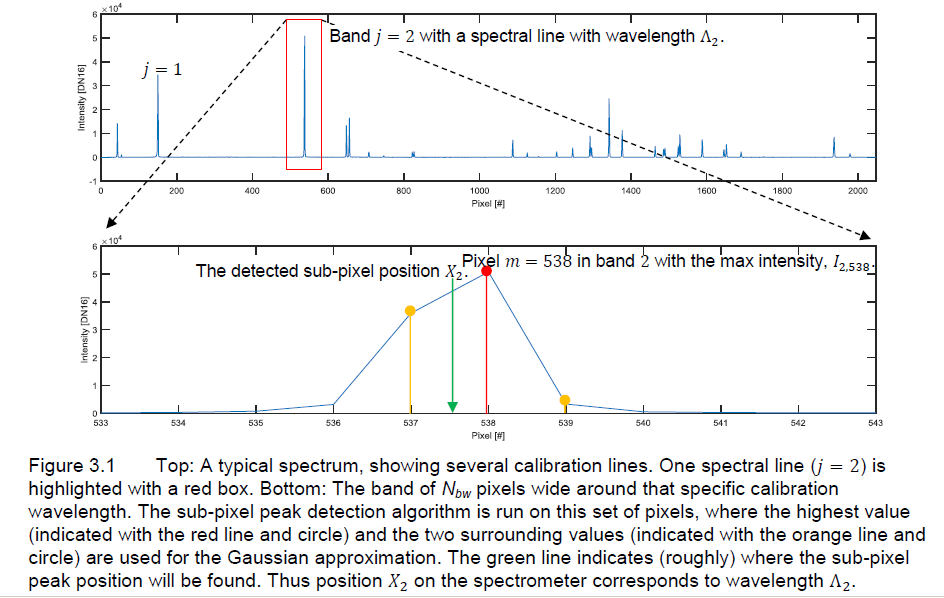 ×10⁴
6
5
4
3
2
1
0
-1
Intensity [DN16]
Band j = 2 with a spectral line with wavelength Λ₂.
j = 1
0 200 400 600 800 1000 1200 1400 1600 1800 2000
Pixel [#]
×10⁴
6
5
4
3
2
1
0
Intensity [DN16]
The detected sub-pixel position X₂.
Pixel m = 538 in band 2 with the max intensity, I₂,₅₃₈.
533 534 535 536 537 538 539 540 541 542 543
Pixel [#]
Figure 3.1 Top: A typical spectrum, showing several calibration lines. One spectral line (j = 2) is
highlighted with a red box. Bottom: The band of Nbw pixels wide around that specific calibration
wavelength. The sub-pixel peak detection algorithm is run on this set of pixels, where the highest value
(indicated with the red line and circle) and the two surrounding values (indicated with the orange line and
circle) are used for the Gaussian approximation. The green line indicates (roughly) where the sub-pixel
peak position will be found. Thus position X₂ on the spectrometer corresponds to wavelength Λ₂.